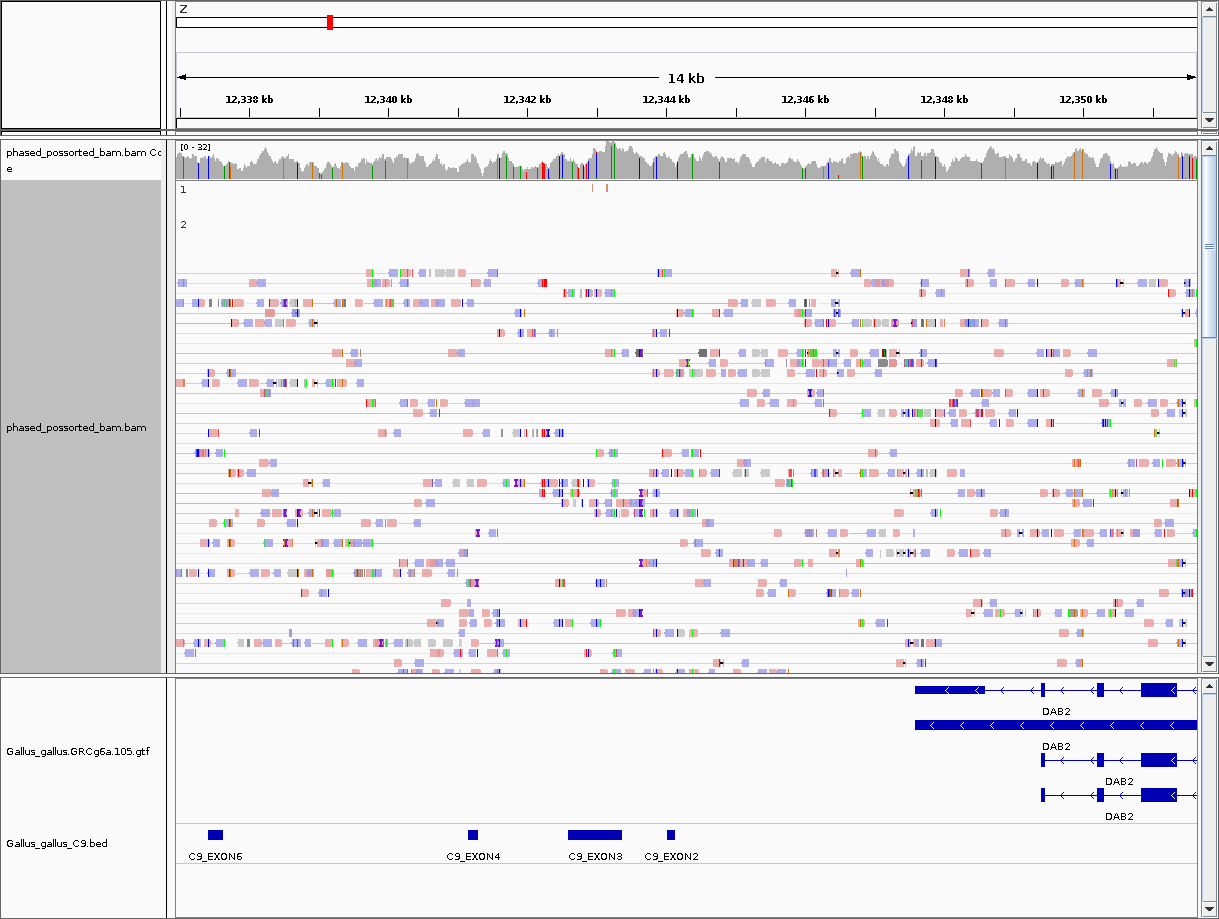 Z
14 kb
12,338 kb 12,340 kb 12,342 kb 12,344 kb 12,346 kb 12,348 kb 12,350 kb
phased_possorted_bam.bam Co
e
[0 - 32]
1
2
phased_possorted_bam.bam
DAB2
DAB2
Gallus_gallus.GRCg6a.105.gtf
DAB2
DAB2
Gallus_gallus_C9.bed
C9_EXON6 C9_EXON4 C9_EXON3 C9_EXON2